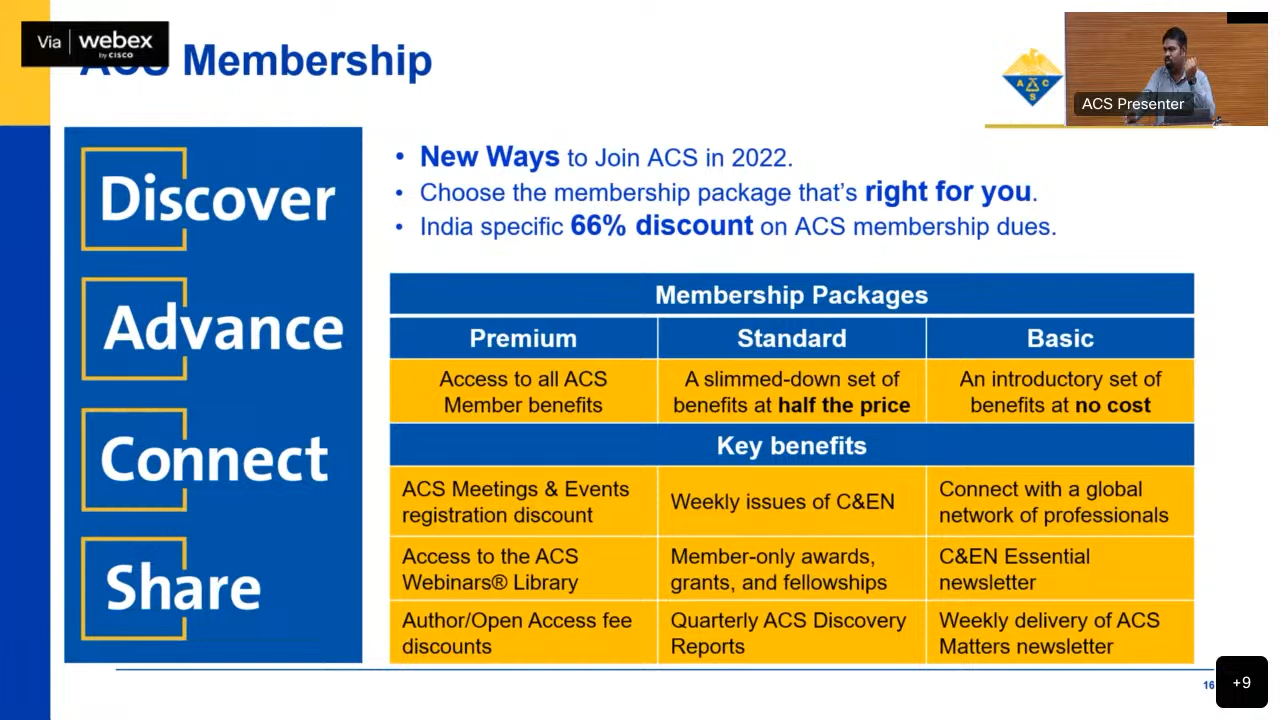 Via webex
by CISCO
ACS Membership
A C S
ACS Presenter
Discover
Advance
Connect
Share
• New Ways to Join ACS in 2022.
• Choose the membership package that’s right for you.
• India specific 66% discount on ACS membership dues.
Membership Packages
Premium
Standard
Basic
Access to all ACS
Member benefits
A slimmed-down set of
benefits at half the price
An introductory set of
benefits at no cost
Key benefits
ACS Meetings & Events
registration discount
Weekly issues of C&EN
Connect with a global
network of professionals
Access to the ACS
Webinars® Library
Member-only awards,
grants, and fellowships
C&EN Essential
newsletter
Author/Open Access fee
discounts
Quarterly ACS Discovery
Reports
Weekly delivery of ACS
Matters newsletter
16
+9